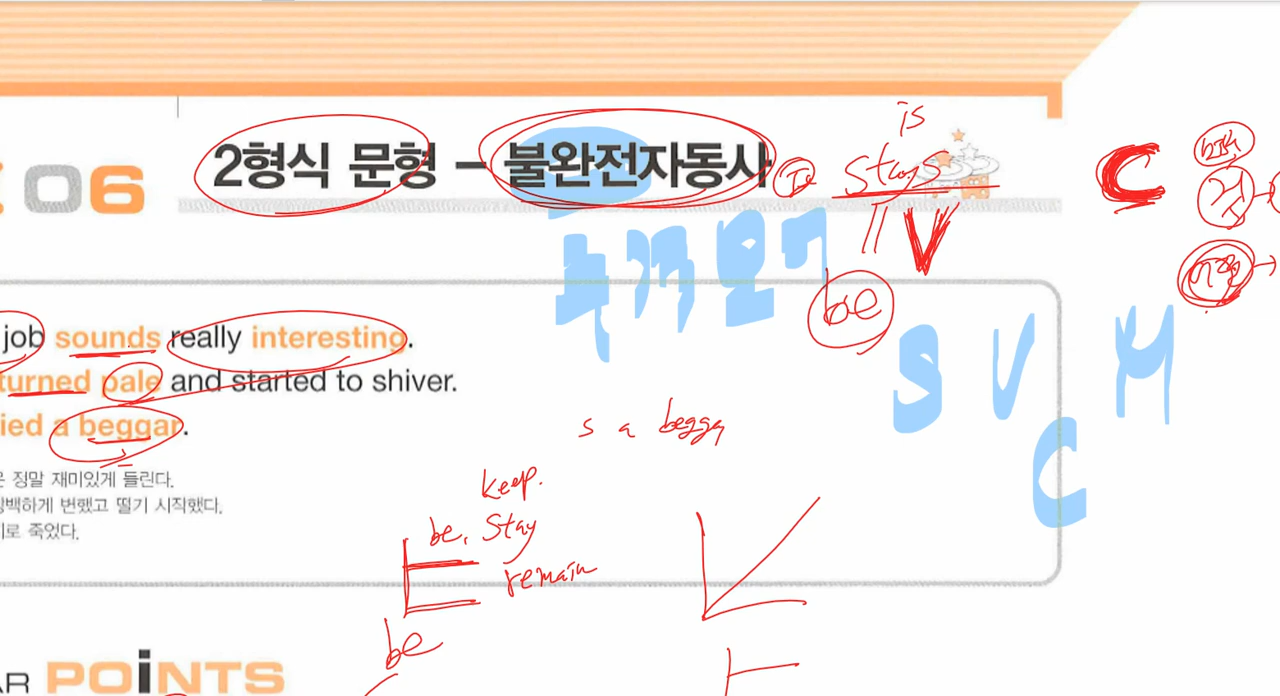 is
06 2형식 문형 – 불완전자동사 stays C
V
be
job sounds really interesting.
turned pale and started to shiver.
ied a beggar.
S V M
C
s a
정말 재미있게 들린다.
백하게 변했고 떨기 시작했다.
로 죽었다.
keep.
be, stay
remain
be
AR POiNTS